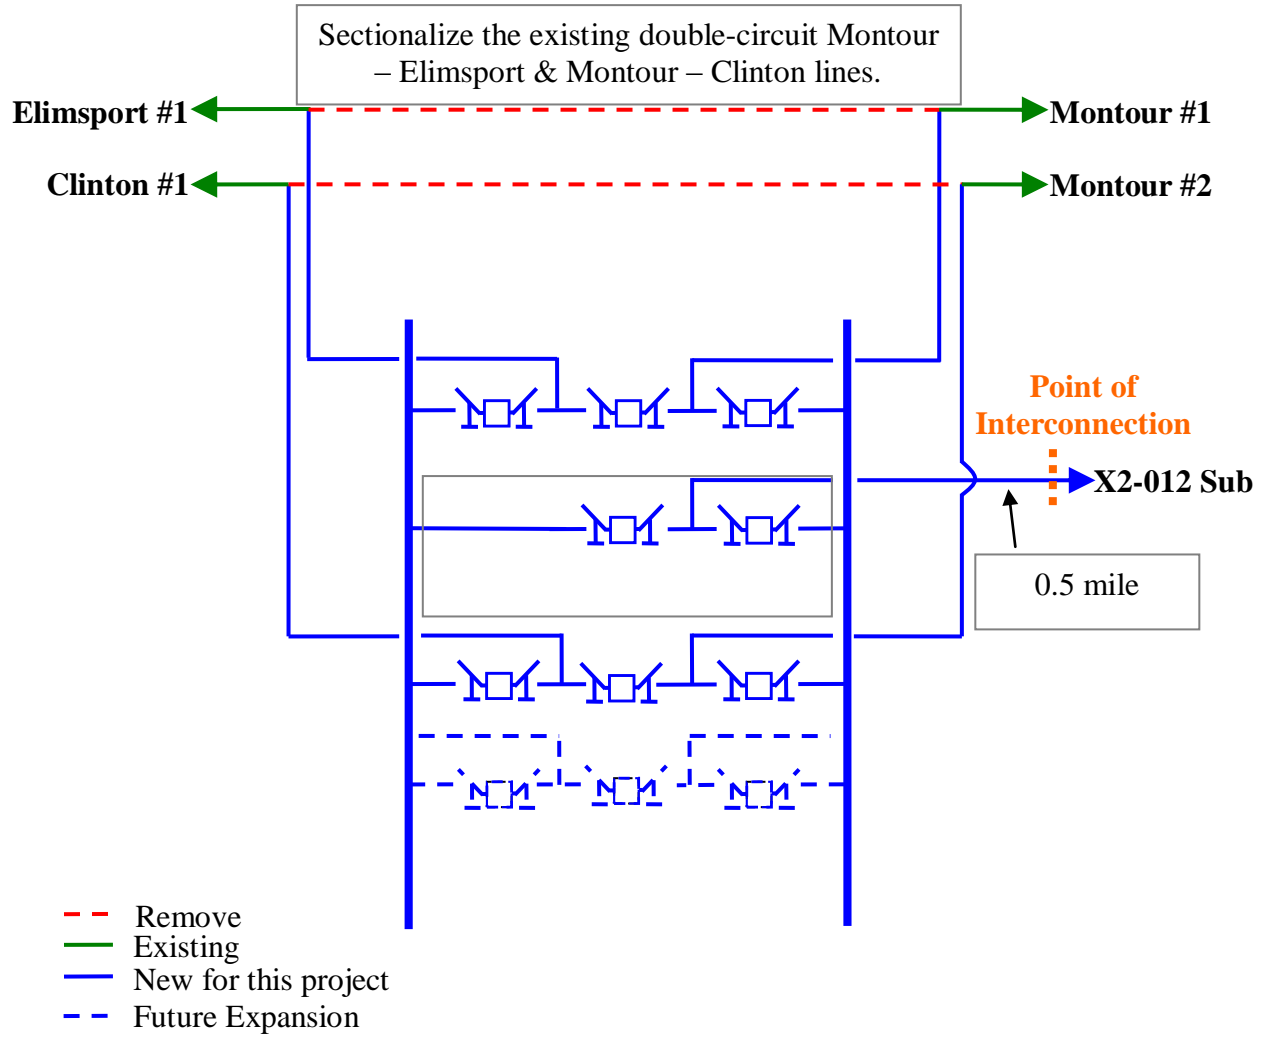 Sectionalize the existing double-circuit Montour
– Elimsport & Montour – Clinton lines.
Elimsport #1
Montour #1
Clinton #1
Montour #2
Point of
Interconnection
X2-012 Sub
0.5 mile
Remove
Existing
New for this project
Future Expansion